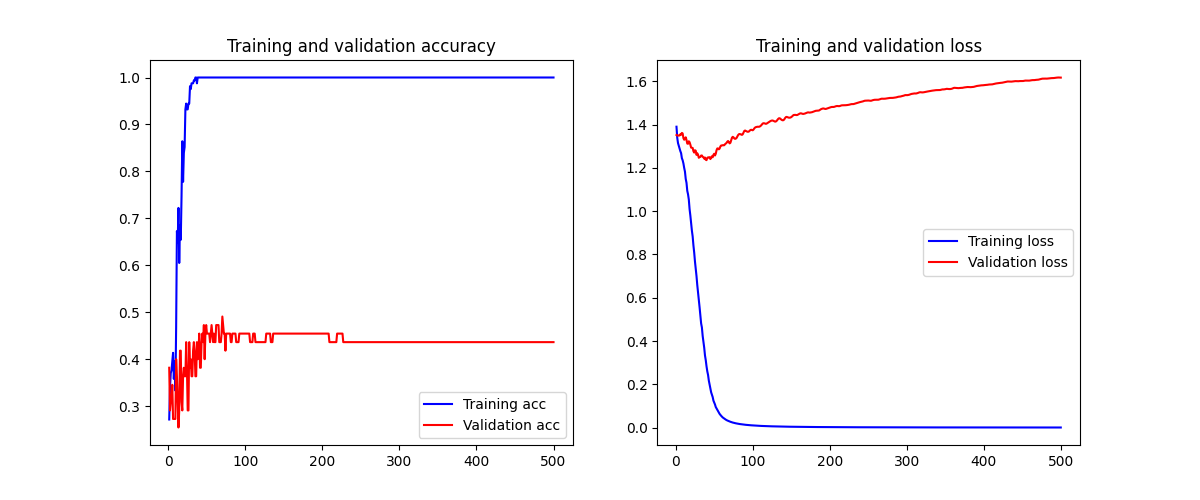 Training and validation accuracy
1.0
0.9
0.8
0.7
0.6
0.5
0.4
0.3
0 100 200 300 400 500
Training acc
Validation acc
Training and validation loss
1.6
1.4
1.2
1.0
0.8
0.6
0.4
0.2
0.0
0 100 200 300 400 500
Training loss
Validation loss